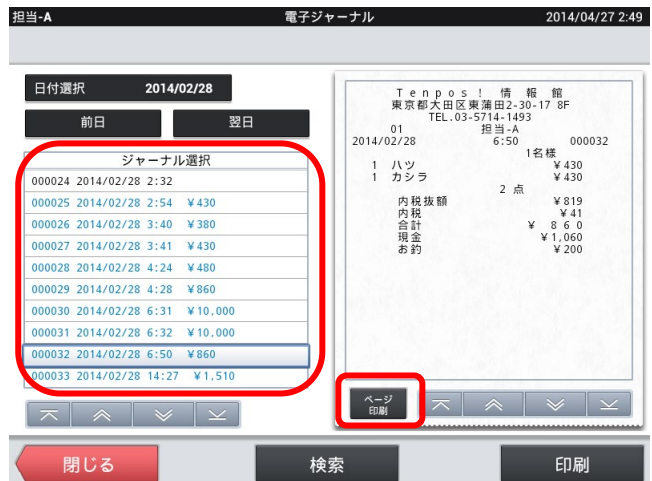 担当-A 電子ジャーナル 2014/04/27 2:49
日付選択 2014/02/28
前日 翌日
ジャーナル選択
000024 2014/02/28 2:32
000025 2014/02/28 2:54 ¥430
000026 2014/02/28 3:40 ¥380
000027 2014/02/28 3:41 ¥430
000028 2014/02/28 4:24 ¥480
000029 2014/02/28 4:28 ¥860
000030 2014/02/28 6:31 ¥10,000
000031 2014/02/28 6:32 ¥10,000
000032 2014/02/28 6:50 ¥860
000033 2014/02/28 14:27 ¥1,510
Tenpos! 情報館
東京都大田区東蒲田2-30-17 8F
TEL.03-5714-1493
01 担当-A
2014/02/28 6:50 000032
1名様
1 ハツ ¥430
1 カシラ ¥430
2 点
内税抜額 ¥819
内税 ¥41
合計 ¥ 8 6 0
現金 ¥1,060
お釣 ¥200
ページ
印刷
閉じる 検索 印刷